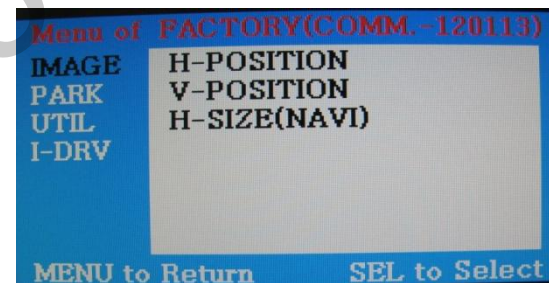 Menu of FACTORY(COMM.-120113)
IMAGE
PARK
UTIL
I-DRV
H-POSITION
V-POSITION
H-SIZE(NAVI)
MENU to Return
SEL to Select